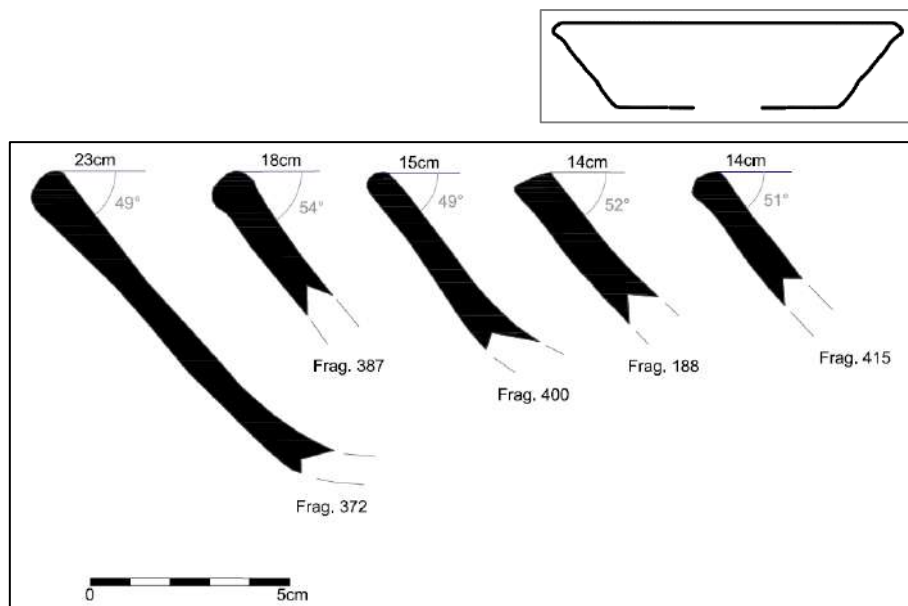 23cm 18cm 15cm 14cm 14cm
49° 54° 49° 52° 51°
Frag. 387 Frag. 400 Frag. 188 Frag. 415
Frag. 372
0 5cm